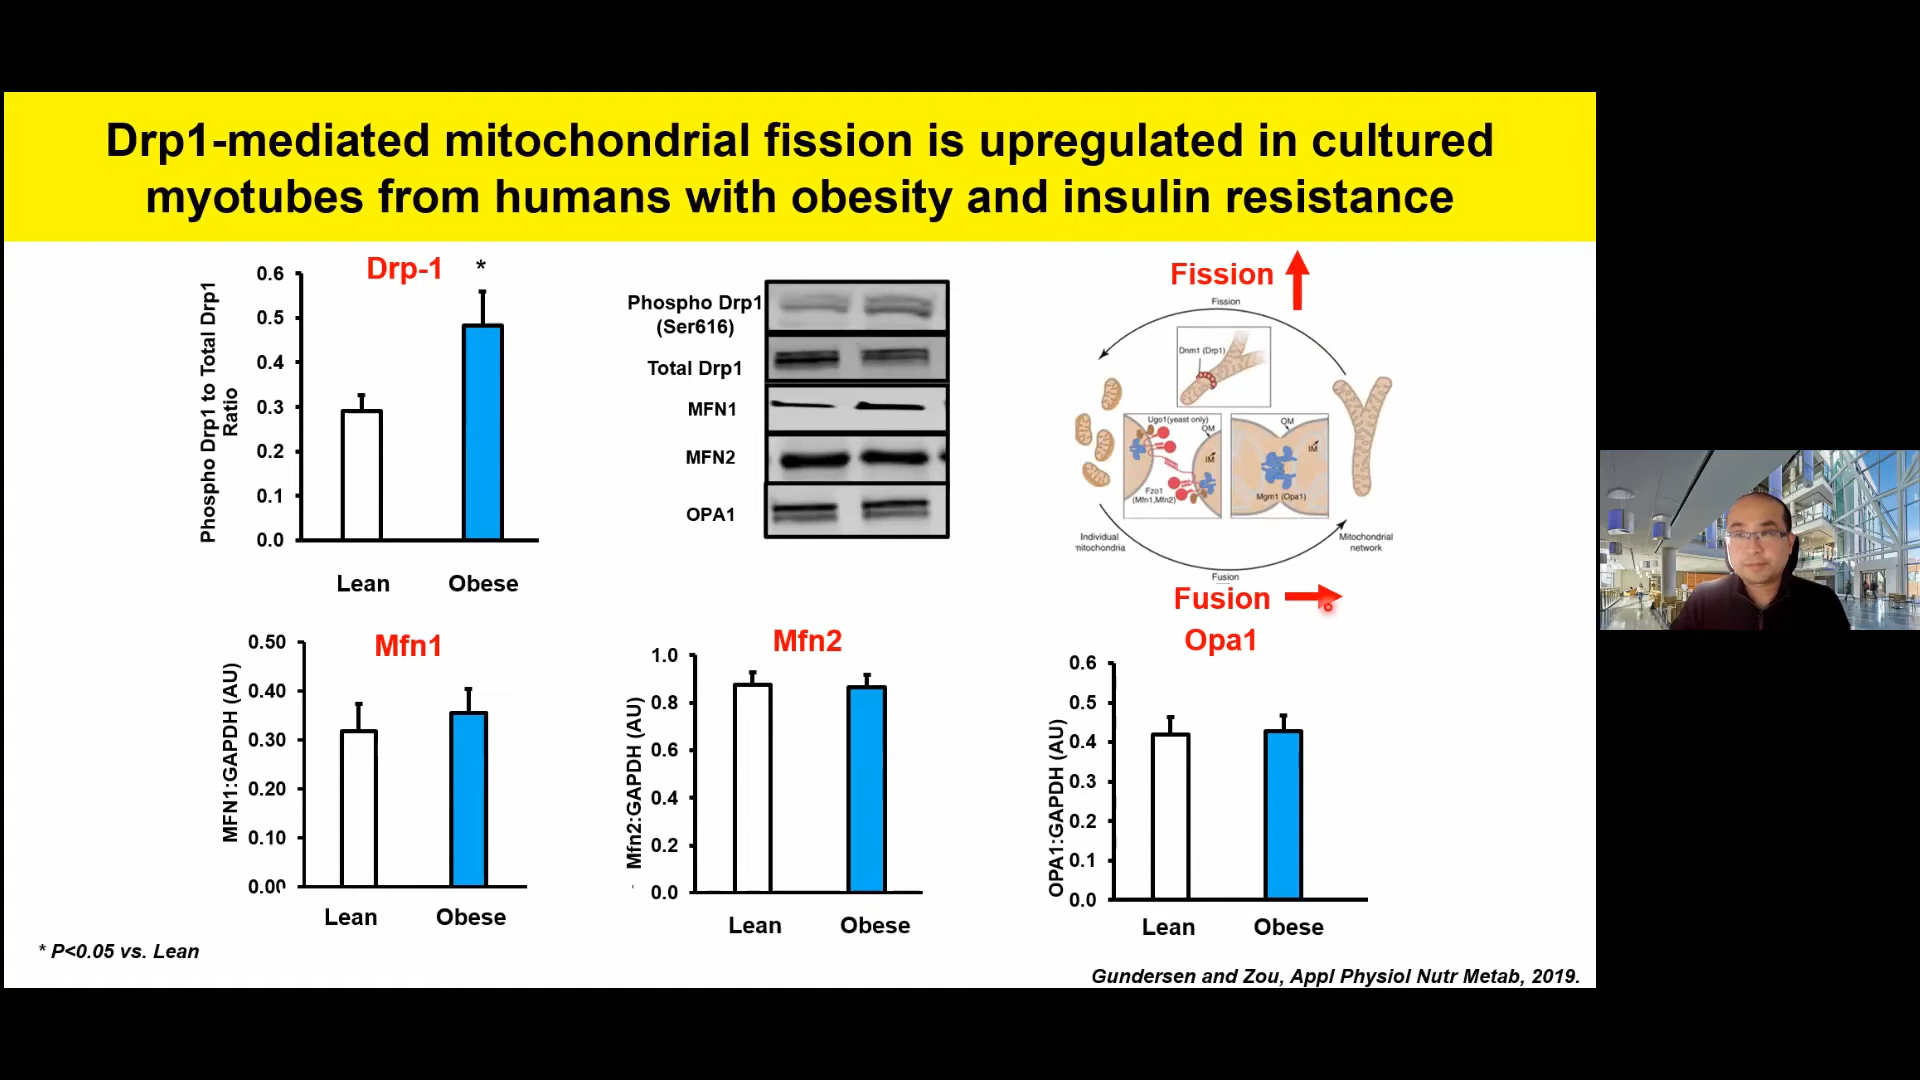 Drp1-mediated mitochondrial fission is upregulated in cultured
myotubes from humans with obesity and insulin resistance
Drp-1
*
Phospho Drp1 to Total Drp1
Ratio
0.6
0.5
0.4
0.3
0.2
0.1
0.0
Lean
Obese
Phospho Drp1
(Ser616)
Total Drp1
MFN1
MFN2
OPA1
Fission
Fission
Dnm1 (Drp1)
Ugo1(yeast only)
OM
IM
Fzo1
(Mfn1,Mfn2)
OM
IM
Mgm1 (Opa1)
Individual
mitochondria
Mitochondrial
network
Fusion
Fusion
Mfn1
MFN1:GAPDH (AU)
0.50
0.40
0.30
0.20
0.10
0.00
Lean
Obese
Mfn2
Mfn2:GAPDH (AU)
1.0
0.8
0.6
0.4
0.2
0.0
Lean
Obese
Opa1
OPA1:GAPDH (AU)
0.6
0.5
0.4
0.3
0.2
0.1
0.0
Lean
Obese
* P<0.05 vs. Lean
Gundersen and Zou, Appl Physiol Nutr Metab, 2019.